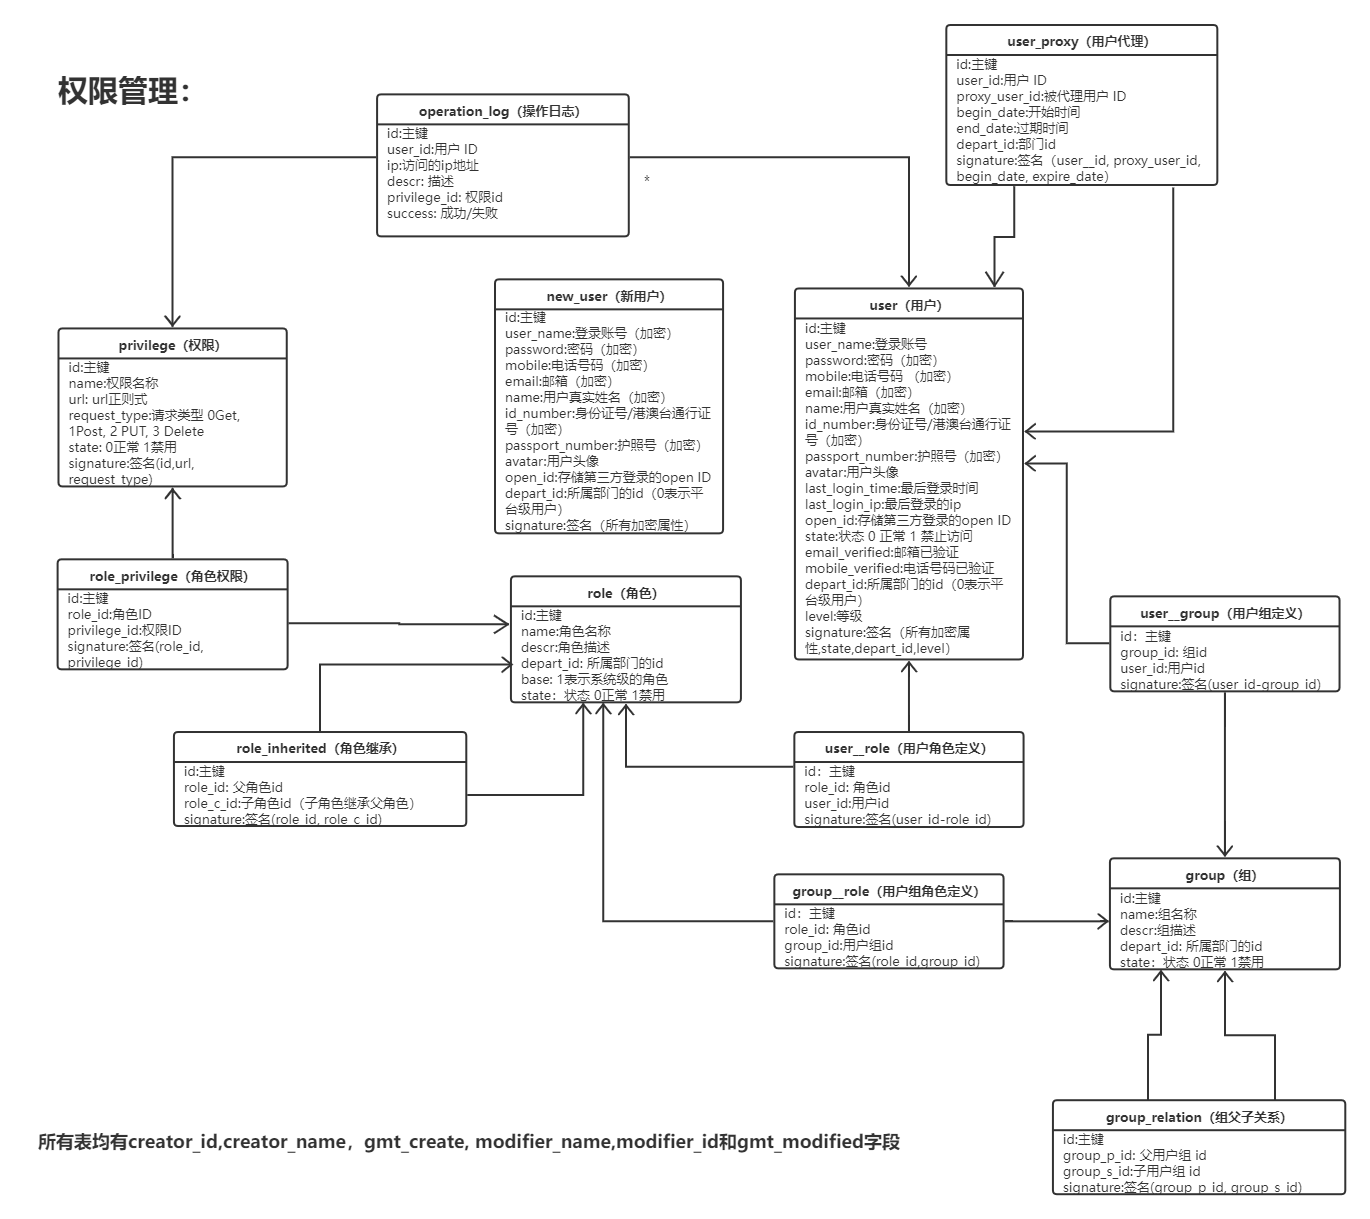 权限管理：
user_proxy（用户代理）
id:主键
user_id:用户 ID
proxy_user_id:被代理用户 ID
begin_date:开始时间
end_date:过期时间
depart_id:部门id
signature:签名（user__id, proxy_user_id,
begin_date, expire_date）
operation_log（操作日志）
id:主键
user_id:用户 ID
ip:访问的ip地址
descr: 描述
privilege_id: 权限id
success: 成功/失败
*
new_user（新用户）
id:主键
user_name:登录账号（加密）
password:密码（加密）
mobile:电话号码（加密）
email:邮箱（加密）
name:用户真实姓名（加密）
id_number:身份证号/港澳台通行证
号（加密）
passport_number:护照号（加密）
avatar:用户头像
open_id:存储第三方登录的open ID
depart_id:所属部门的id（0表示平
台级用户）
signature:签名（所有加密属性）
user（用户）
id:主键
user_name:登录账号
password:密码（加密）
mobile:电话号码 （加密）
email:邮箱（加密）
name:用户真实姓名（加密）
id_number:身份证号/港澳台通行证
号（加密）
passport_number:护照号（加密）
avatar:用户头像
last_login_time:最后登录时间
last_login_ip:最后登录的ip
open_id:存储第三方登录的open ID
state:状态 0 正常 1 禁止访问
email_verified:邮箱已验证
mobile_verified:电话号码已验证
depart_id:所属部门的id（0表示平
台级用户）
level:等级
signature:签名（所有加密属
性,state,depart_id,level）
privilege（权限）
id:主键
name:权限名称
url: url正则式
request_type:请求类型 0Get,
1Post, 2 PUT, 3 Delete
state: 0正常 1禁用
signature:签名(id,url,
request_type)
role_privilege（角色权限）
id:主键
role_id:角色ID
privilege_id:权限ID
signature:签名(role_id,
privilege_id)
role（角色）
id:主键
name:角色名称
descr:角色描述
depart_id: 所属部门的id
base: 1表示系统级的角色
state：状态 0正常 1禁用
user__group（用户组定义）
id：主键
group_id: 组id
user_id:用户id
signature:签名(user_id-group_id)
role_inherited（角色继承）
id:主键
role_id: 父角色id
role_c_id:子角色id（子角色继承父角色）
signature:签名(role_id, role_c_id)
user__role（用户角色定义）
id：主键
role_id: 角色id
user_id:用户id
signature:签名(user_id-role_id)
group__role（用户组角色定义）
id：主键
role_id: 角色id
group_id:用户组id
signature:签名(role_id,group_id)
group（组）
id:主键
name:组名称
descr:组描述
depart_id: 所属部门的id
state：状态 0正常 1禁用
group_relation（组父子关系）
id:主键
group_p_id: 父用户组 id
group_s_id:子用户组 id
signature:签名(group_p_id, group_s_id)
所有表均有creator_id,creator_name，gmt_create, modifier_name,modifier_id和gmt_modified字段